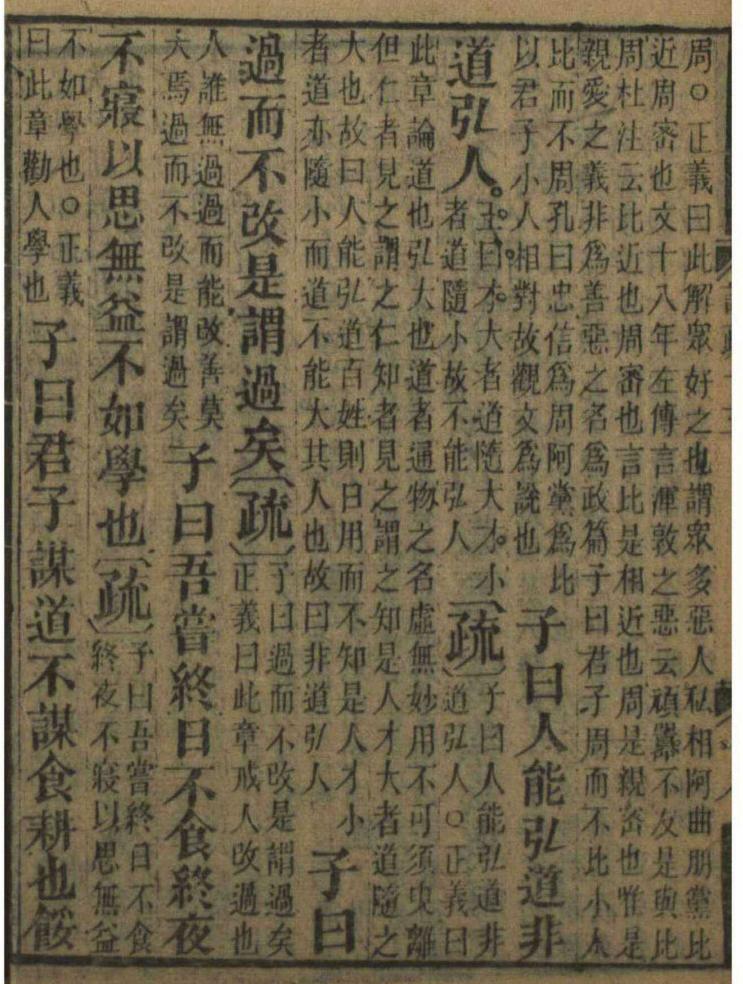 周○正義曰此解眾好之也謂眾多惡人私相阿曲朋黨比
近周密也文十八年左傳言渾敦之惡云頑嚚不友是與比
周杜注云比近也周密也言比是相近也周是親密也惟是
親愛之義非爲善惡之名爲政篇子曰君子周而不比小人
比而不周孔曰忠信爲周阿黨爲比
以君子小人相對故觀文爲說也
子曰人能弘道非
道弘人。
王曰才大者道隨大才小
者道隨小故不能弘人
〔疏〕
子曰人能弘道非
道弘人○正義曰
此章論道也弘大也道者通物之名虛無妙用不可須臾離
但仁者見之謂之仁知者見之謂之知是人才大者道隨之
大也故曰人能弘道百姓則日用而不知是人才小
者道亦隨小而道不能大其人也故曰非道弘人
子曰
過而不改是謂過矣〔疏〕
子曰過而不改是謂過矣
正義曰此章戒人改過也
人誰無過過而能改善莫
大焉過而不改是謂過矣
子曰吾嘗終日不食終夜
不寢以思無益不如學也〔疏〕
子曰吾嘗終日不食
終夜不寢以思無益
不如學也○正義
曰此章勸人學也
子曰君子謀道不謀食耕也餒